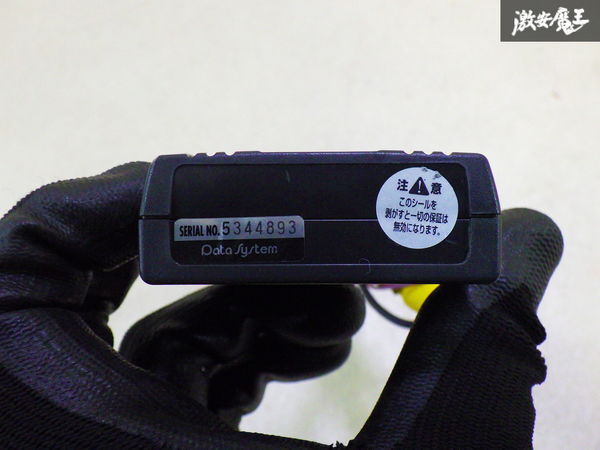 激安魔王
注 意
このシールを
剥がすと一切の保証は
無効になります。
SERIAL NO. 5344893
Data System